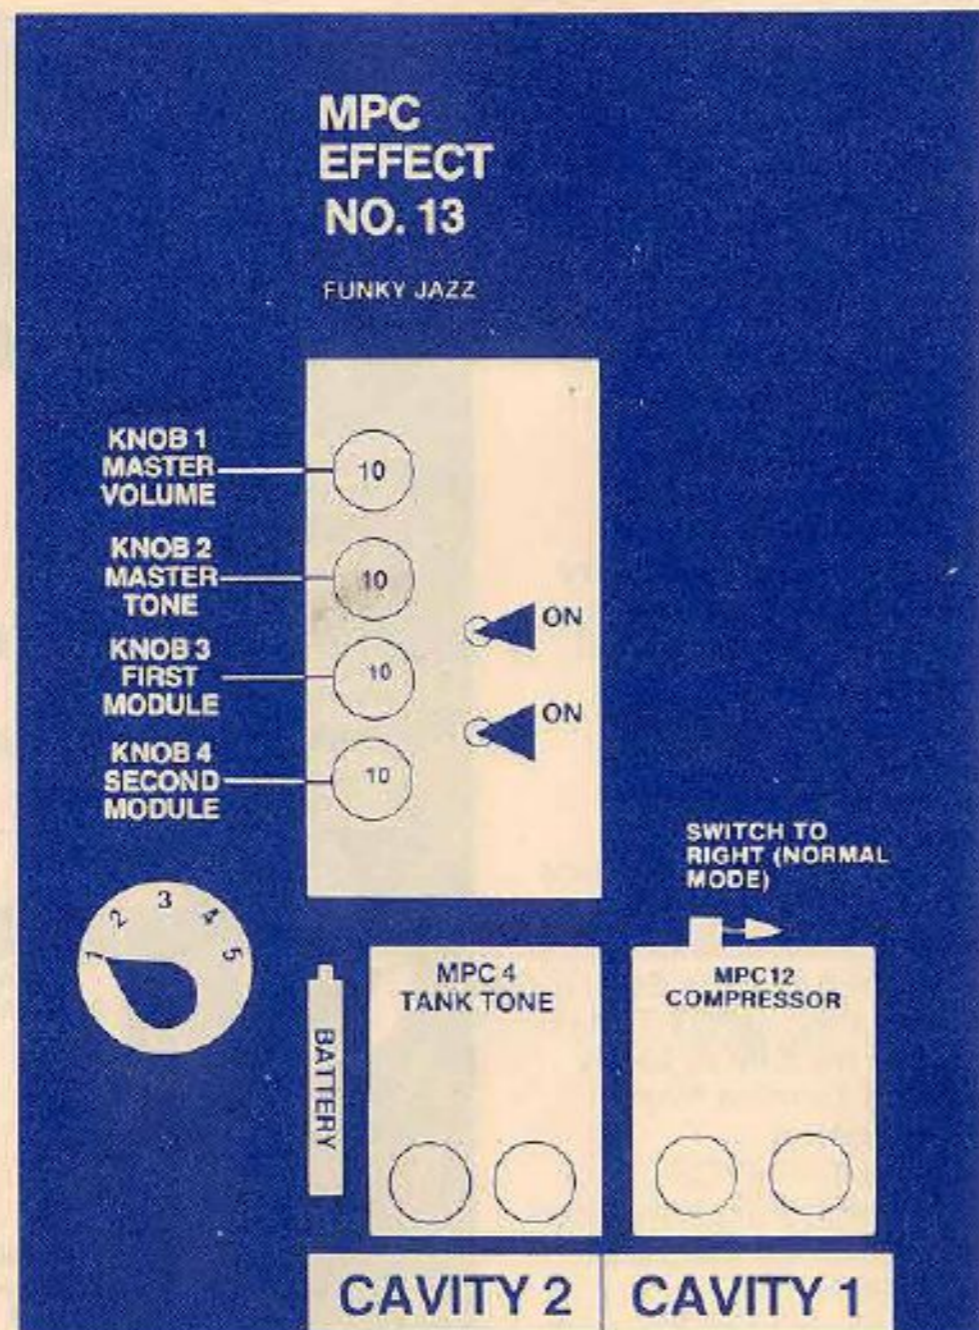 MPC
EFFECT
NO. 13
FUNKY JAZZ
KNOB 1
MASTER
VOLUME
10
KNOB 2
MASTER
TONE
10
ON
KNOB 3
FIRST
MODULE
10
ON
KNOB 4
SECOND
MODULE
10
SWITCH TO
RIGHT (NORMAL
MODE)
1 2 3 4 5
BATTERY
MPC 4
TANK TONE
MPC12
COMPRESSOR
CAVITY 2
CAVITY 1